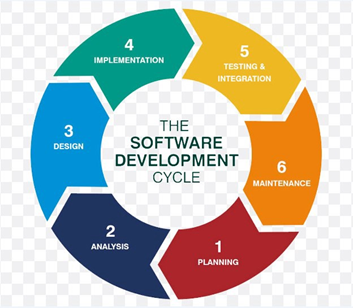 THE
SOFTWARE
DEVELOPMENT
CYCLE
1
PLANNING
2
ANALYSIS
3
DESIGN
4
IMPLEMENTATION
5
TESTING &
INTEGRATION
6
MAINTENANCE